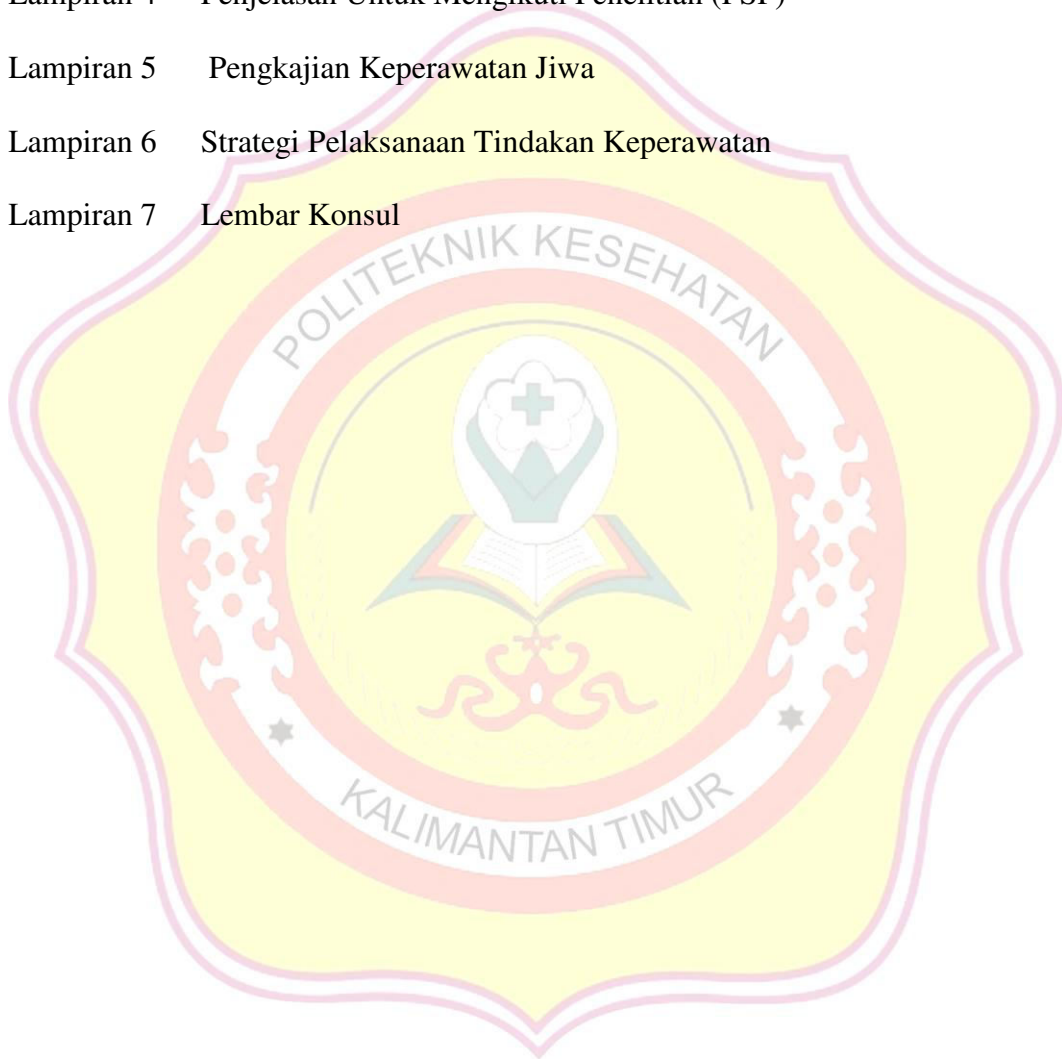 Lampiran 4 Penjelasan Untuk Mengikuti Penelitian (PSP)
Lampiran 5 Pengkajian Keperawatan Jiwa
Lampiran 6 Strategi Pelaksanaan Tindakan Keperawatan
Lampiran 7 Lembar Konsul
POLITEKNIK KESEHATAN
KALIMANTAN TIMUR